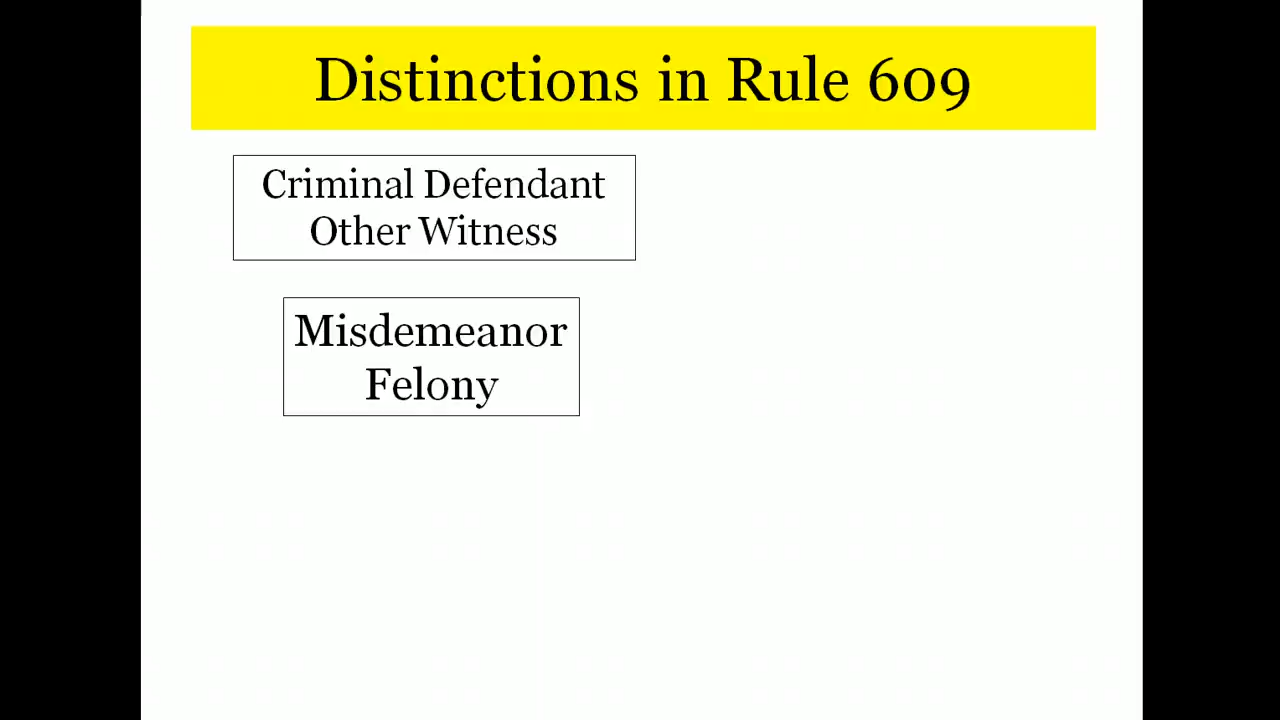 Distinctions in Rule 609
Criminal Defendant
Other Witness
Misdemeanor
Felony